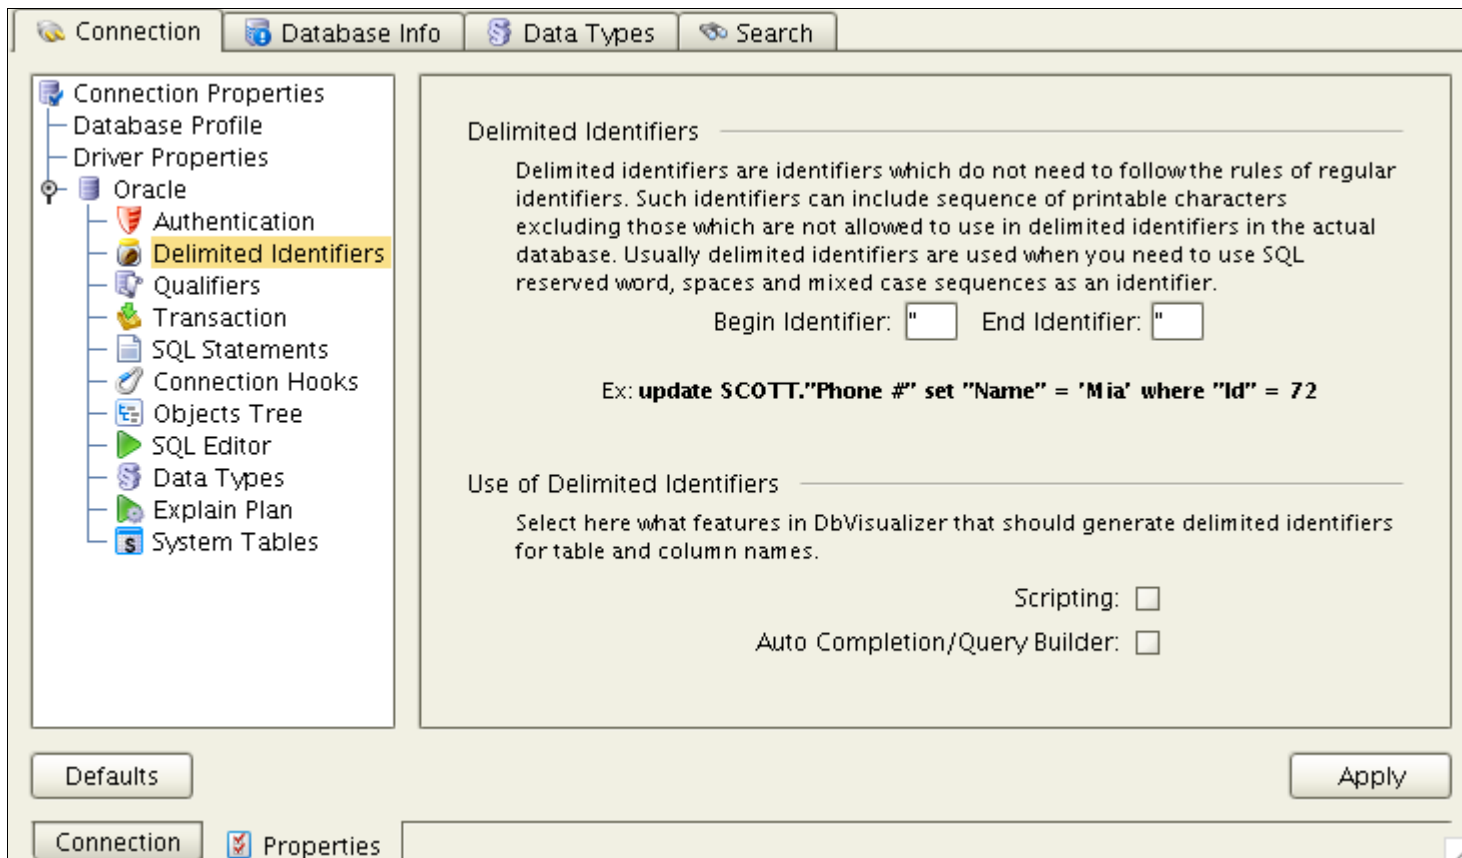 Connection
Database Info
Data Types
Search
Connection Properties
Database Profile
Driver Properties
Oracle
Authentication
Delimited Identifiers
Qualifiers
Transaction
SQL Statements
Connection Hooks
Objects Tree
SQL Editor
Data Types
Explain Plan
System Tables
Delimited Identifiers
Delimited identifiers are identifiers which do not need to follow the rules of regular
identifiers. Such identifiers can include sequence of printable characters
excluding those which are not allowed to use in delimited identifiers in the actual
database. Usually delimited identifiers are used when you need to use SQL
reserved word, spaces and mixed case sequences as an identifier.
Begin Identifier: " End Identifier: "
Ex: update SCOTT."Phone #" set "Name" = 'Mia' where "Id" = 72
Use of Delimited Identifiers
Select here what features in DbVisualizer that should generate delimited identifiers
for table and column names.
Scripting:
Auto Completion/Query Builder:
Defaults
Apply
Connection
Properties